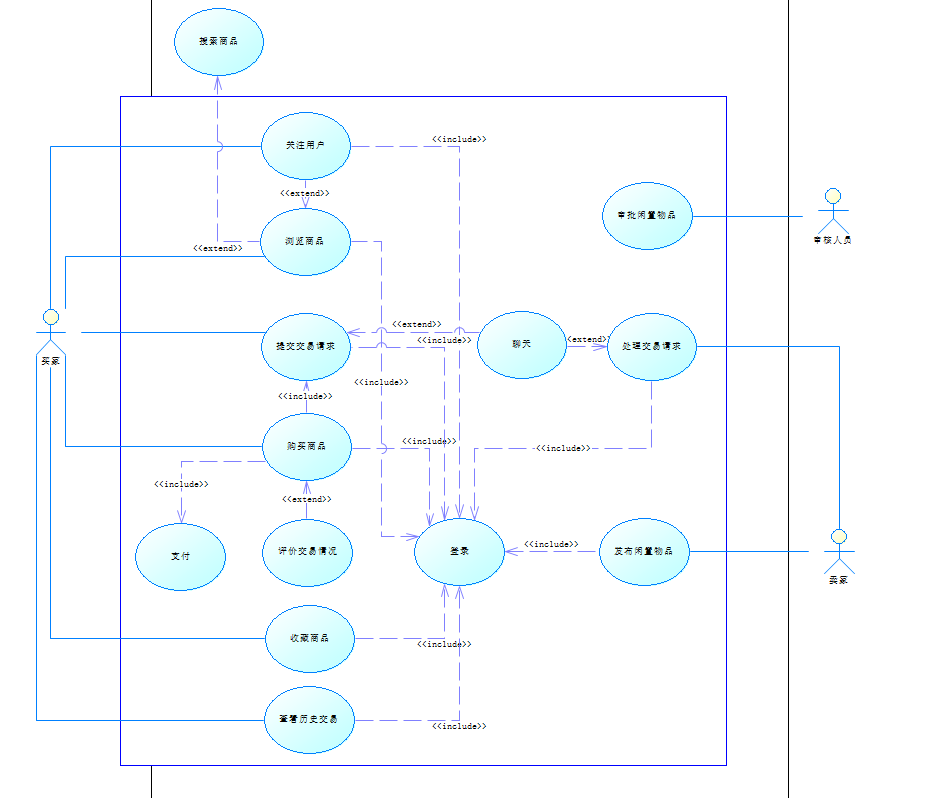 搜索商品
关注用户
<<include>>
<<extend>>
审批闲置物品
审核人员
浏览商品
<<extend>>
<<extend>>
提交交易请求
<<include>>
聊天
<<extend>>
处理交易请求
买家
<<include>>
<<include>>
购买商品
<<include>>
<<include>>
<<include>>
<<extend>>
支付
评价交易情况
登录
<<include>>
发布闲置物品
卖家
收藏商品
<<include>>
查看历史交易
<<include>>